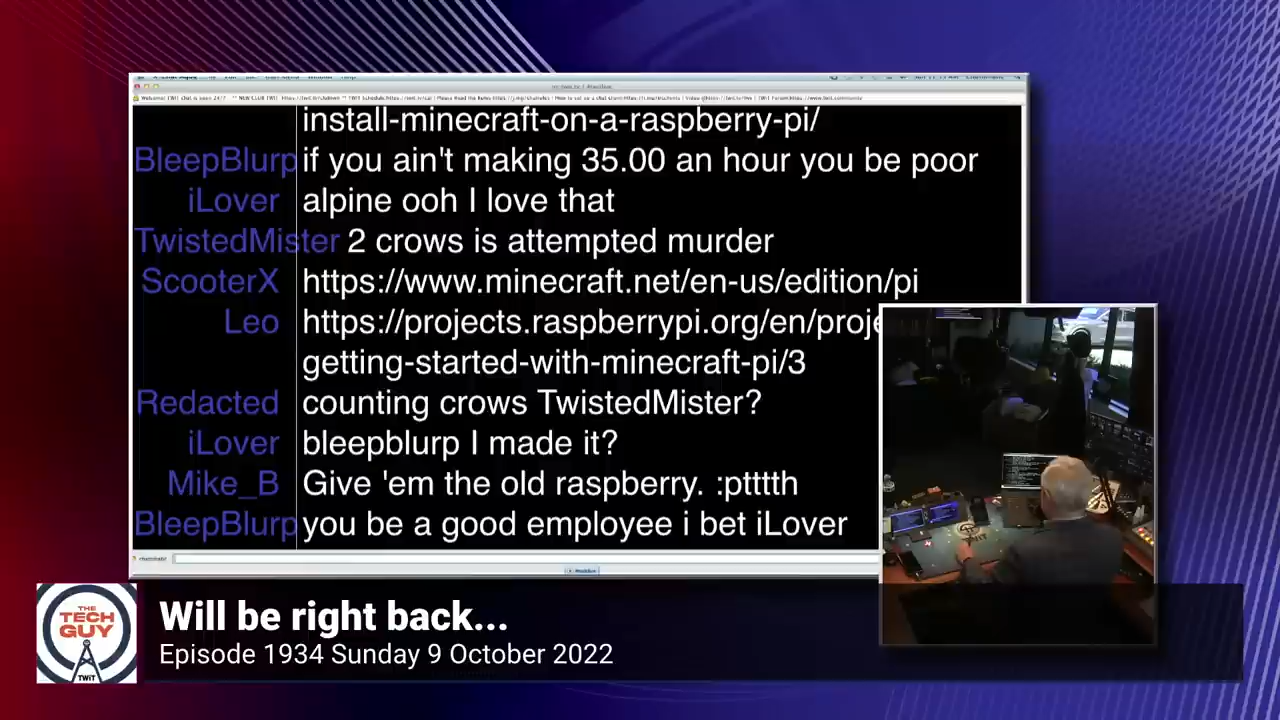 install-minecraft-on-a-raspberry-pi/
BleepBlurp if you ain't making 35.00 an hour you be poor
iLover alpine ooh I love that
TwistedMister 2 crows is attempted murder
ScooterX https://www.minecraft.net/en-us/edition/pi
Leo https://projects.raspberrypi.org/en/proje
getting-started-with-minecraft-pi/3
Redacted counting crows TwistedMister?
iLover bleepblurp I made it?
Mike_B Give 'em the old raspberry. :ptttth
BleepBlurp you be a good employee i bet iLover
THE
TECH
GUY
TWiT
Will be right back...
Episode 1934 Sunday 9 October 2022